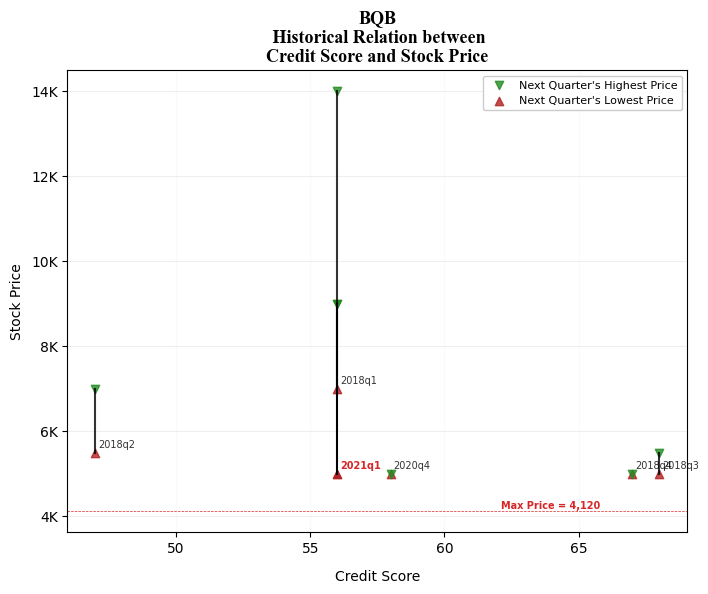 BQB
Historical Relation between
Credit Score and Stock Price
Next Quarter's Highest Price
Next Quarter's Lowest Price
Stock Price
14K
12K
10K
8K
6K
4K
2018q1
2018q2
2021q1
2020q4
2018q4
2018q3
Max Price = 4,120
50
55
60
65
Credit Score